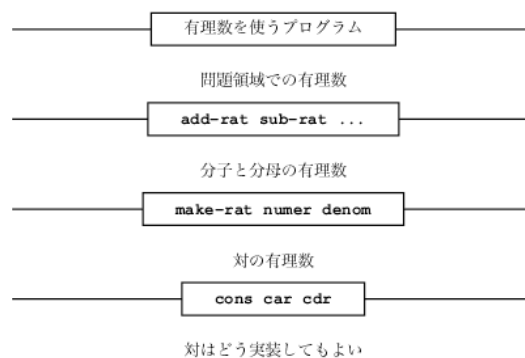 有理数を使うプログラム
問題領域での有理数
add-rat sub-rat ...
分子と分母の有理数
make-rat numer denom
対の有理数
cons car cdr
対はどう実装してもよい